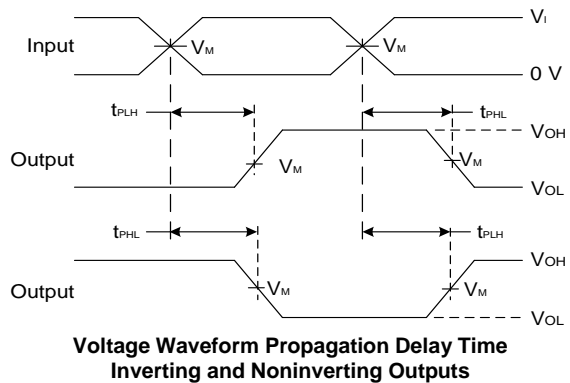 VI
Input
VM
VM
0 V
tPLH
tPHL
VOH
Output
VM
VM
VOL
tPHL
tPLH
VOH
Output
VM
VM
VOL
Voltage Waveform Propagation Delay Time
Inverting and Noninverting Outputs